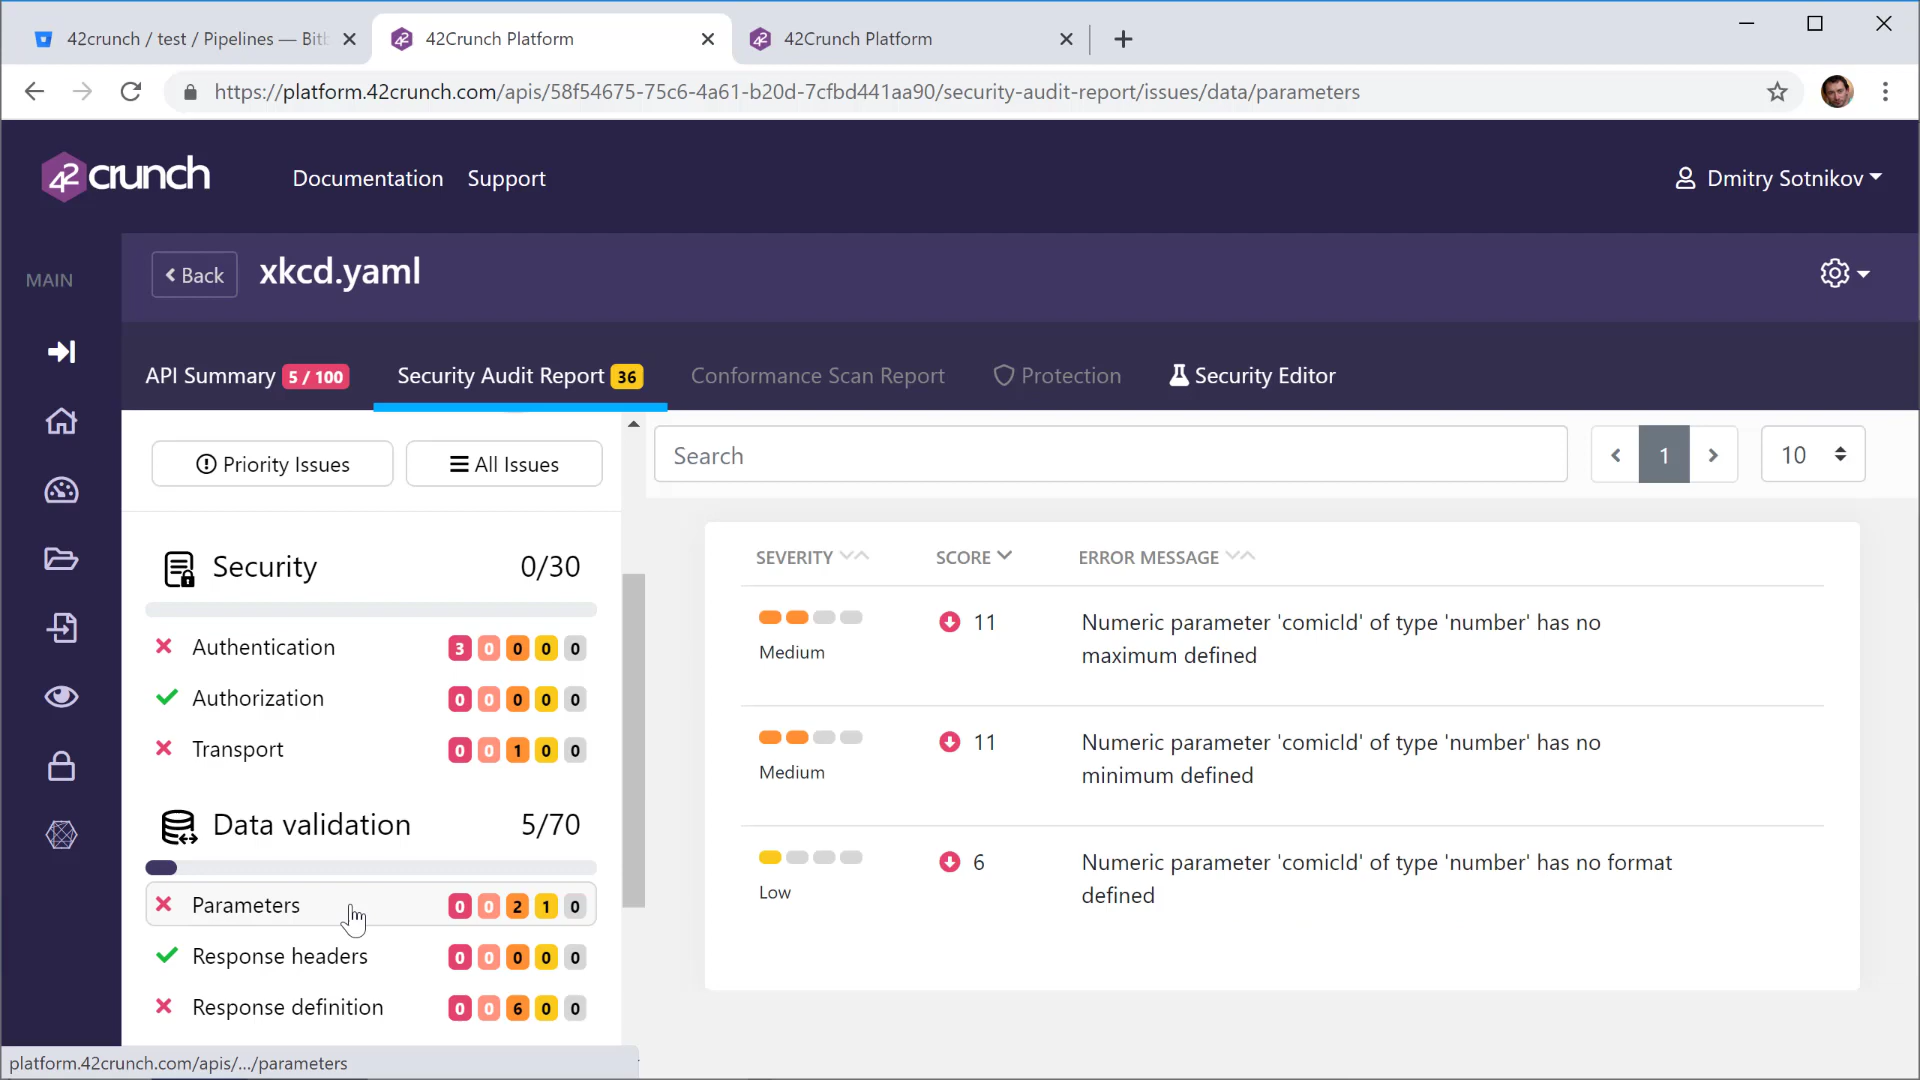 42crunch / test / Pipelines — Bitb
42Crunch Platform
42Crunch Platform
https://platform.42crunch.com/apis/58f54675-75c6-4a61-b20d-7cfbd441aa90/security-audit-report/issues/data/parameters
42crunch
Documentation
Support
Dmitry Sotnikov
MAIN
Back
xkcd.yaml
API Summary 5 / 100
Security Audit Report 36
Conformance Scan Report
Protection
Security Editor
Priority Issues
All Issues
Search
1
10
Security 0/30
Authentication 3 0 0 0 0
Authorization 0 0 0 0 0
Transport 0 0 1 0 0
Data validation 5/70
Parameters 0 0 2 1 0
Response headers 0 0 0 0 0
Response definition 0 0 6 0 0
SEVERITY SCORE ERROR MESSAGE
Medium
11
Numeric parameter 'comicId' of type 'number' has no
maximum defined
Medium
11
Numeric parameter 'comicId' of type 'number' has no
minimum defined
Low
6
Numeric parameter 'comicId' of type 'number' has no format
defined
platform.42crunch.com/apis/.../parameters